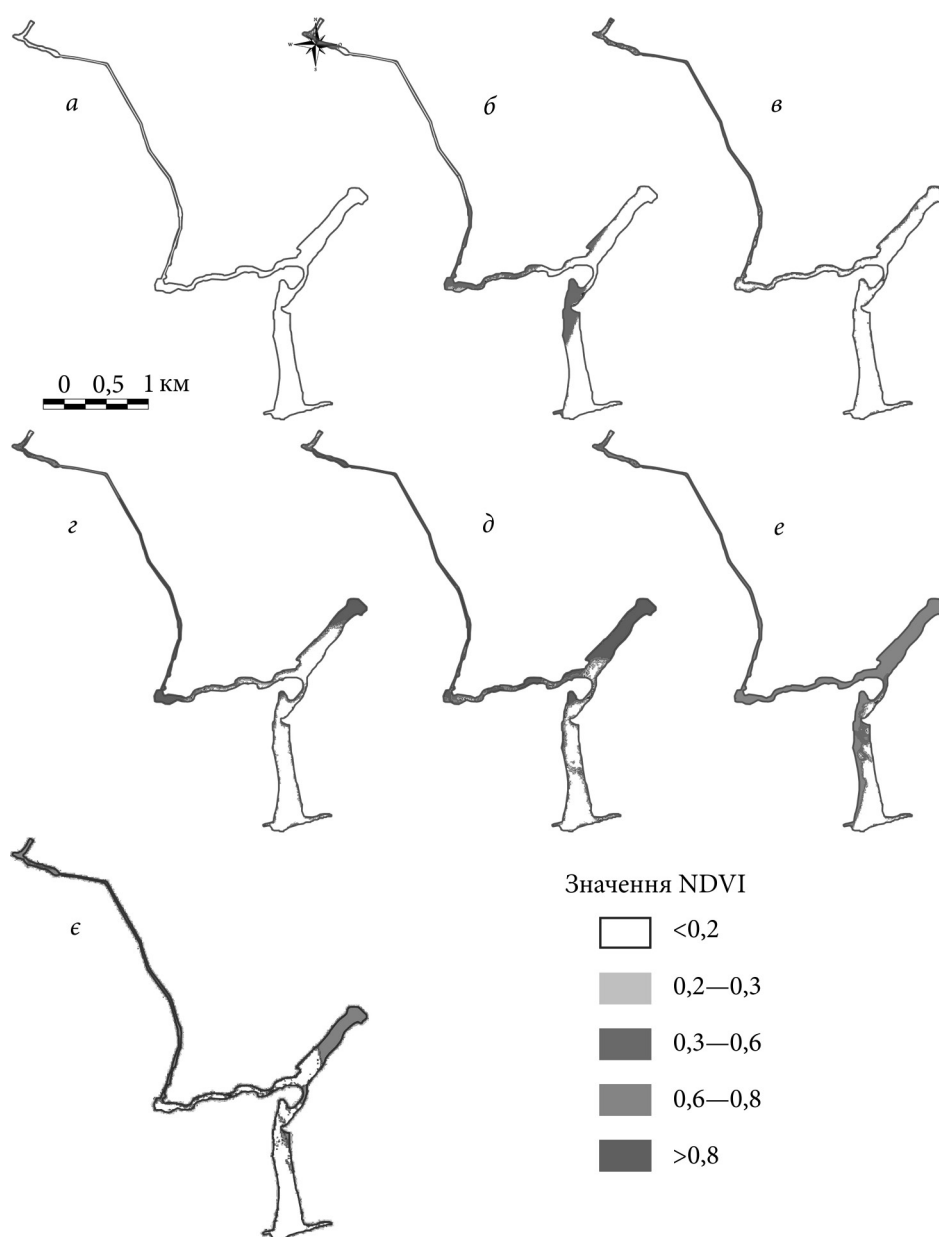 а
б
в
0 0,5 1 км
г
д
е
є
Значення NDVI
<0,2
0,2—0,3
0,3—0,6
0,6—0,8
>0,8